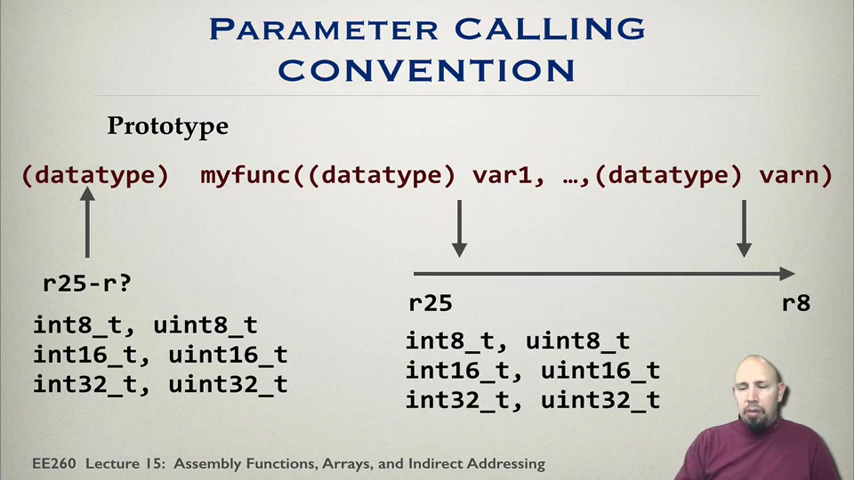 PARAMETER CALLING
CONVENTION
Prototype
(datatype) myfunc((datatype) var1, …,(datatype) varn)
r25-r?
int8_t, uint8_t
int16_t, uint16_t
int32_t, uint32_t
r25 r8
int8_t, uint8_t
int16_t, uint16_t
int32_t, uint32_t
EE260 Lecture 15: Assembly Functions, Arrays, and Indirect Addressing